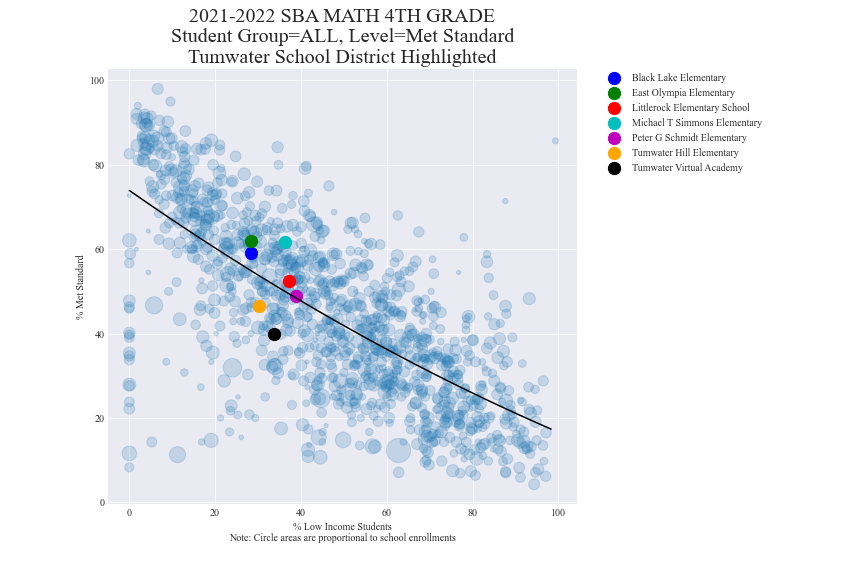 2021-2022 SBA MATH 4TH GRADE
Student Group=ALL, Level=Met Standard
Tumwater School District Highlighted
Black Lake Elementary
East Olympia Elementary
Littlerock Elementary School
Michael T Simmons Elementary
Peter G Schmidt Elementary
Tumwater Hill Elementary
Tumwater Virtual Academy
% Met Standard
100
80
60
40
20
0
0 20 40 60 80 100
% Low Income Students
Note: Circle areas are proportional to school enrollments